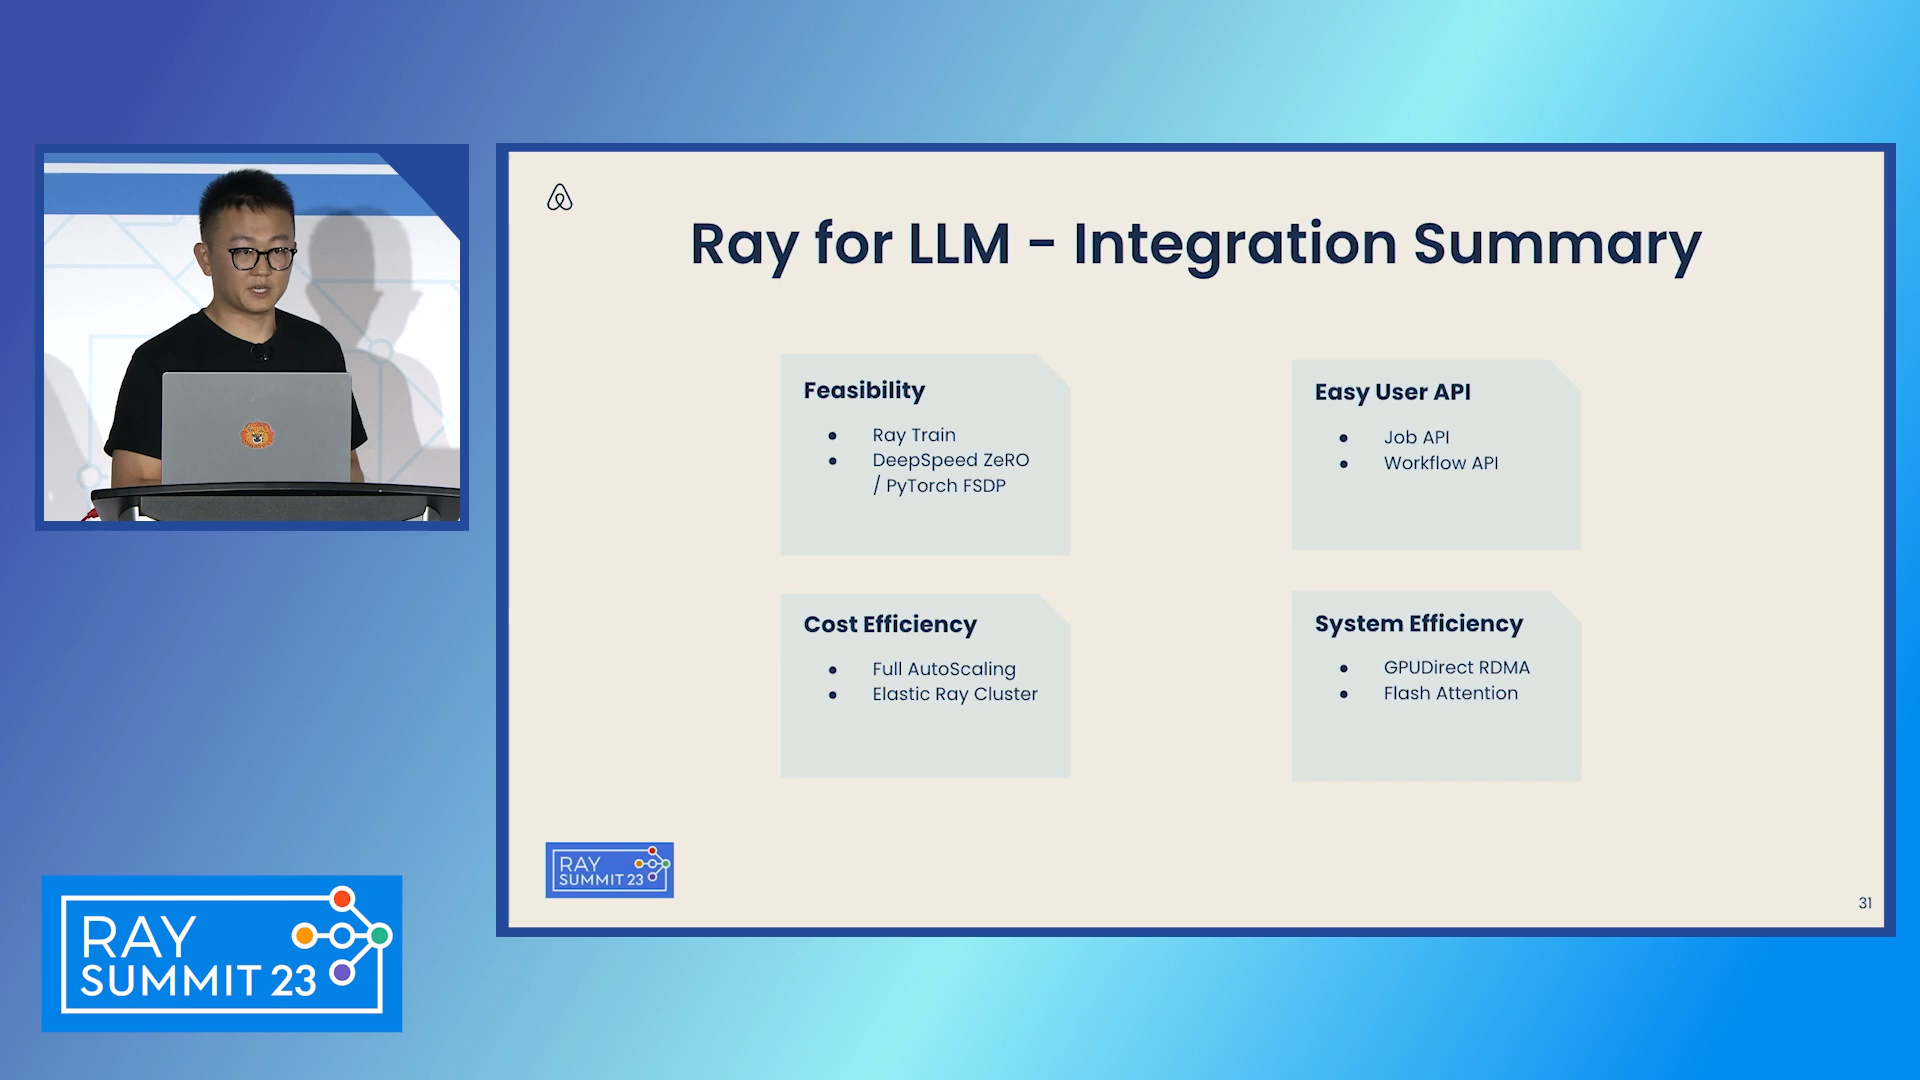 Ray for LLM - Integration Summary
Feasibility
● Ray Train
● DeepSpeed ZeRO
/ PyTorch FSDP
Easy User API
● Job API
● Workflow API
Cost Efficiency
● Full AutoScaling
● Elastic Ray Cluster
System Efficiency
● GPUDirect RDMA
● Flash Attention
RAY
SUMMIT 23
31
RAY
SUMMIT 23